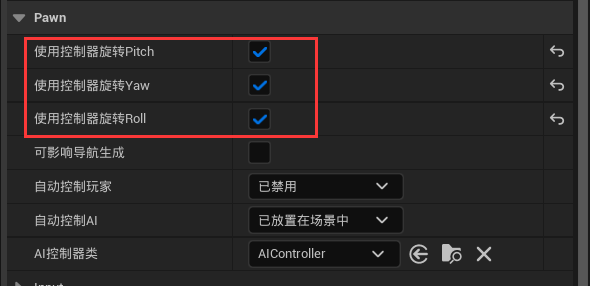 Pawn
使用控制器旋转Pitch
使用控制器旋转Yaw
使用控制器旋转Roll
可影响导航生成
自动控制玩家 已禁用
自动控制AI 已放置在场景中
AI控制器类 AIController
Input